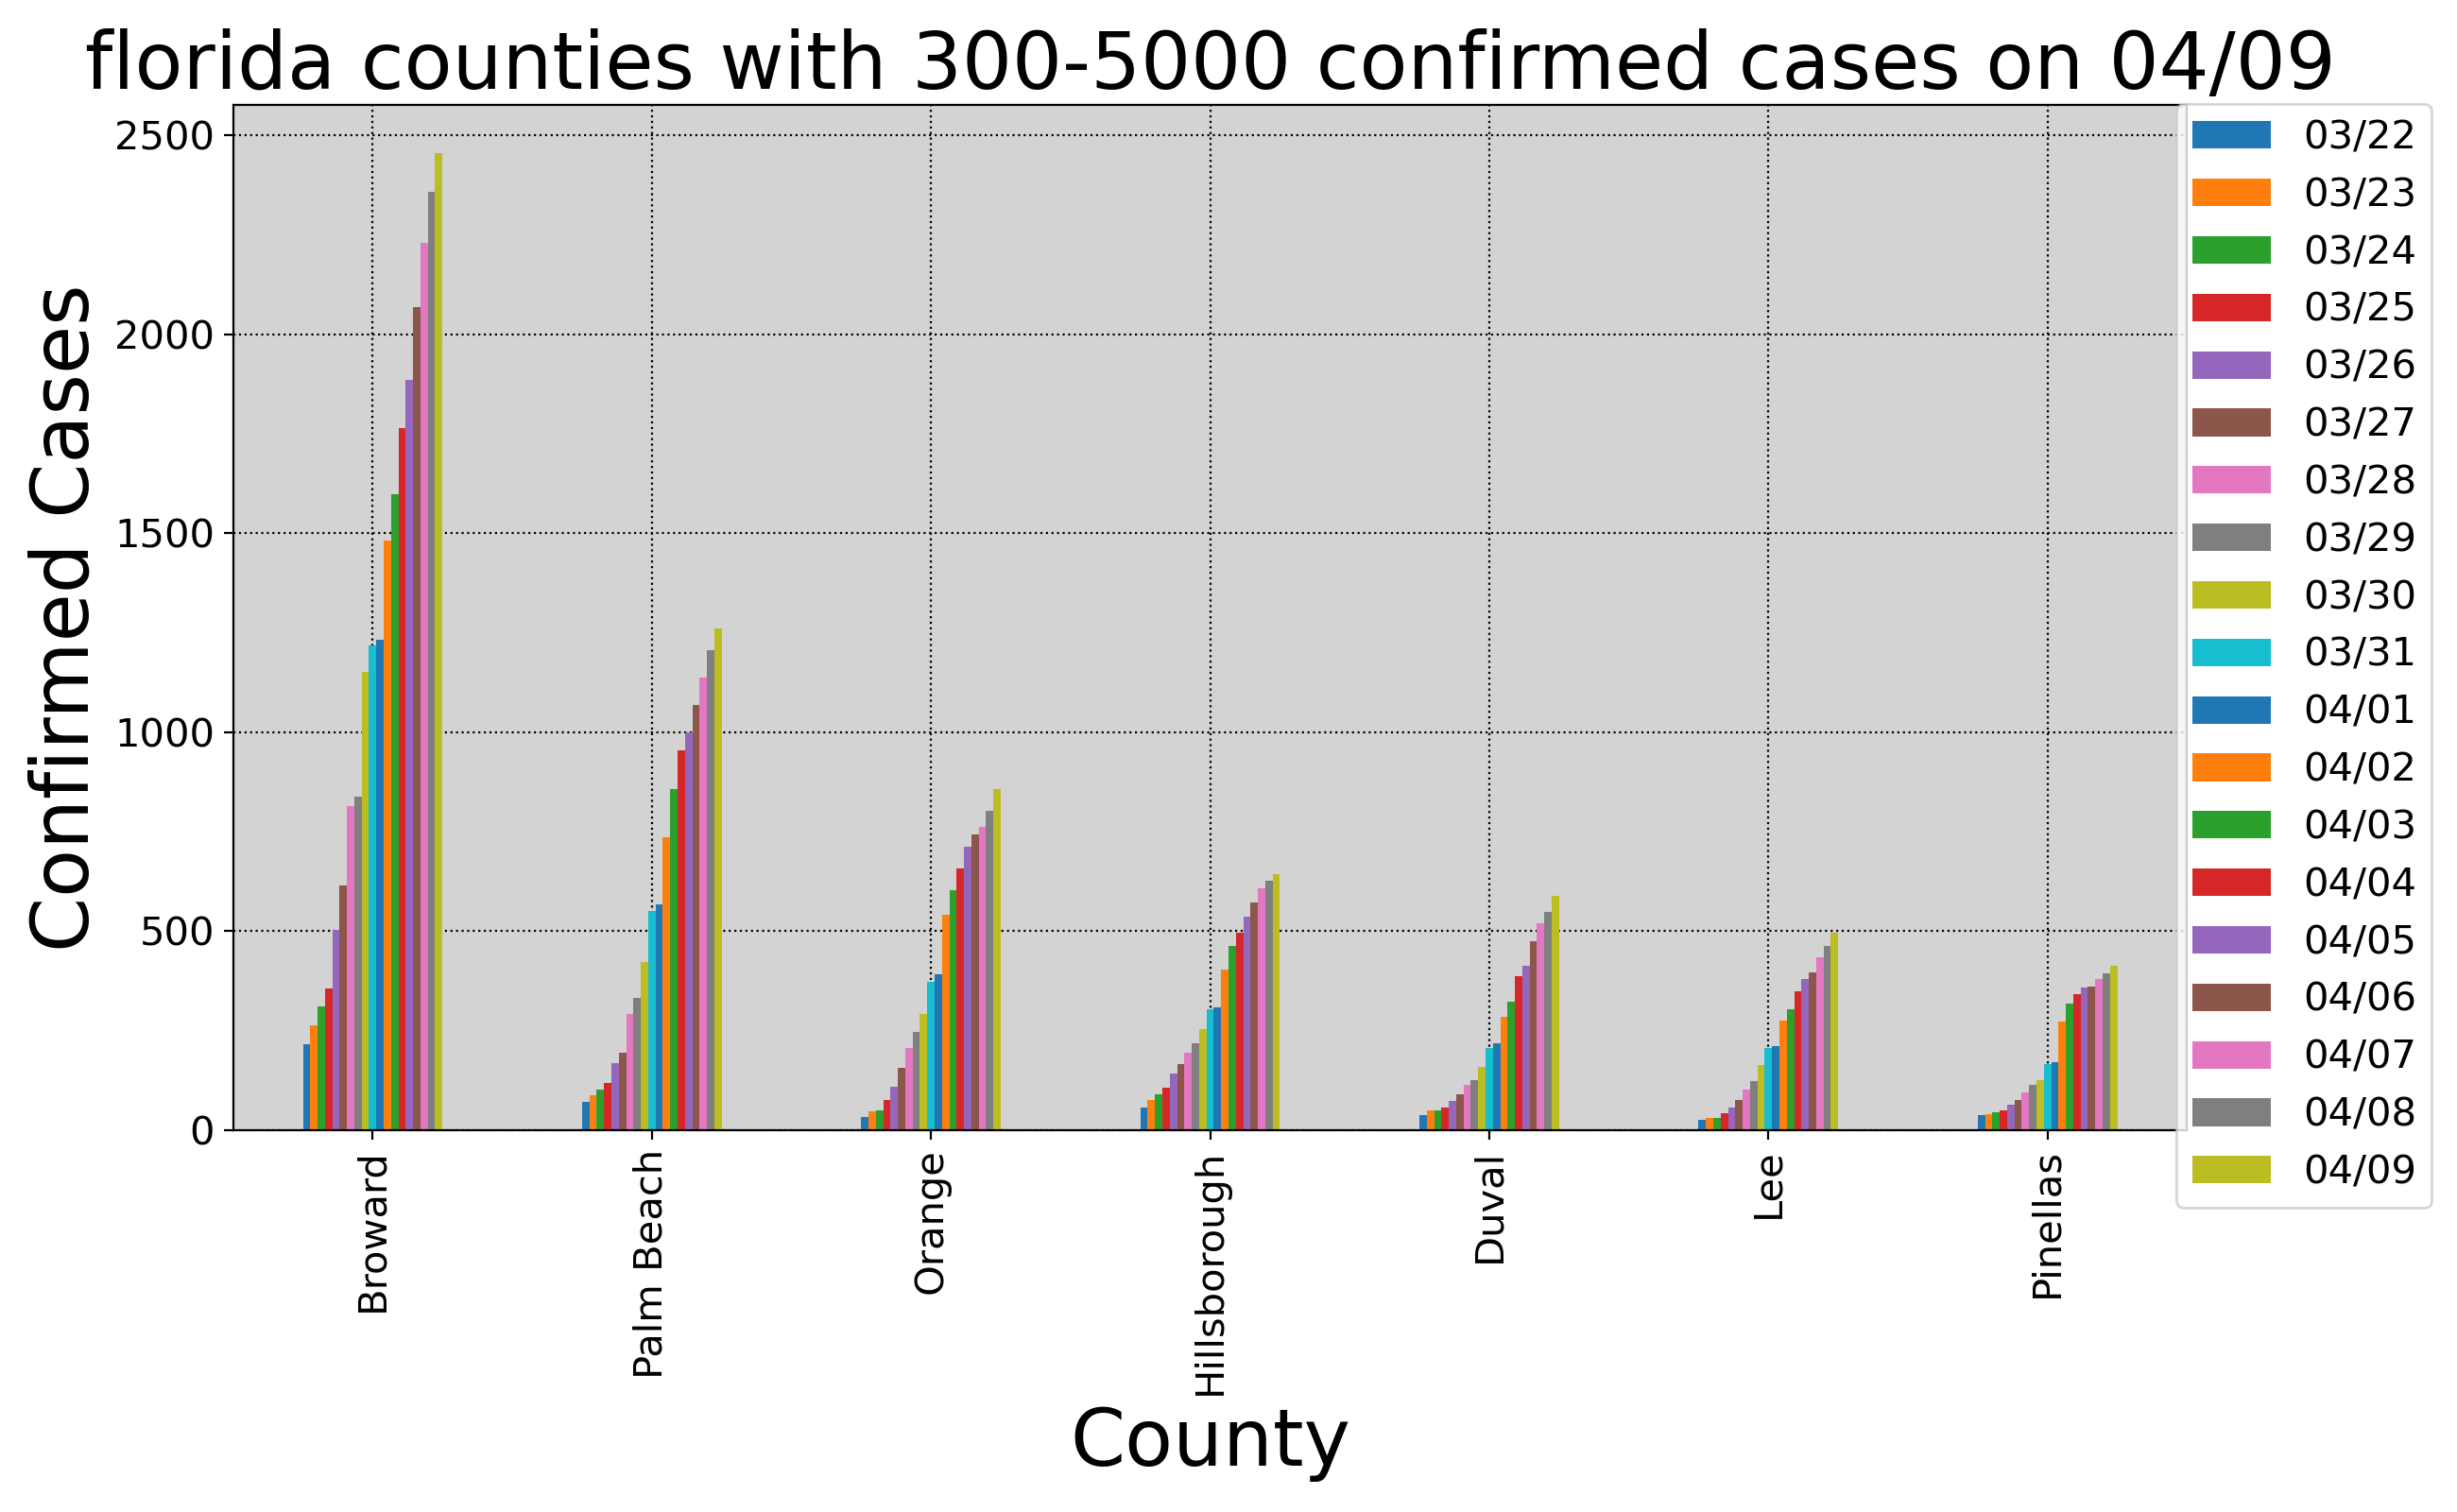 florida counties with 300-5000 confirmed cases on 04/09
Confirmed Cases
2500
2000
1500
1000
500
0
Broward
Palm Beach
Orange
Hillsborough
Duval
Lee
Pinellas
County
03/22
03/23
03/24
03/25
03/26
03/27
03/28
03/29
03/30
03/31
04/01
04/02
04/03
04/04
04/05
04/06
04/07
04/08
04/09